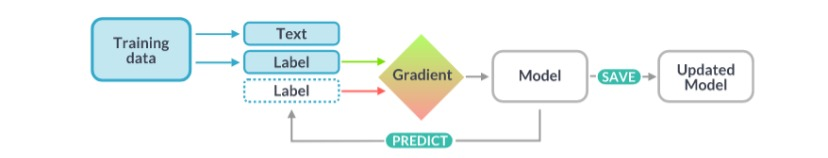 Training
data
Text
Label
Label
Gradient
Model
SAVE
Updated
Model
PREDICT